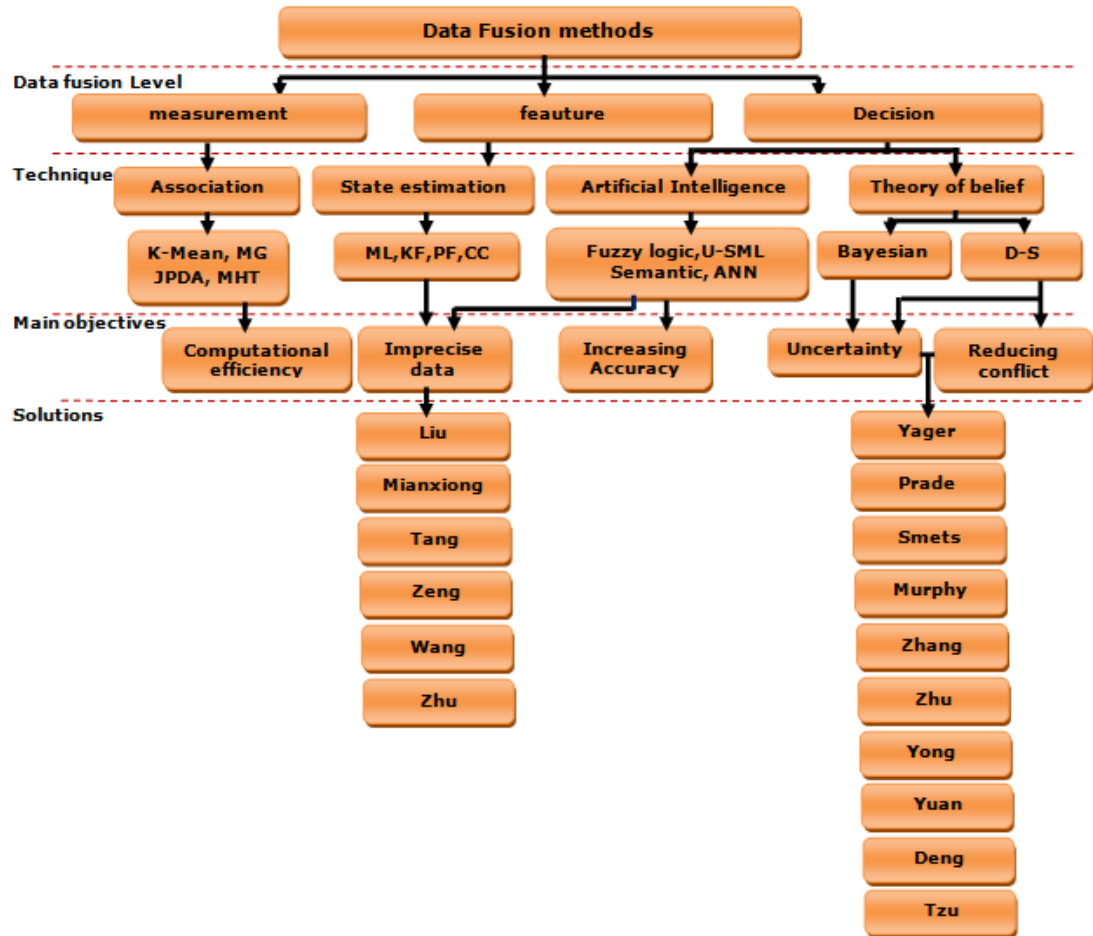 Data Fusion methods
Data fusion Level
measurement
feauture
Decision
Technique
Association
State estimation
Artificial Intelligence
Theory of belief
K-Mean, MG
JPDA, MHT
ML,KF,PF,CC
Fuzzy logic,U-SML
Semantic, ANN
Bayesian
D-S
Main objectives
Computational
efficiency
Imprecise
data
Increasing
Accuracy
Uncertainty
Reducing
conflict
Solutions
Liu
Mianxiong
Tang
Zeng
Wang
Zhu
Yager
Prade
Smets
Murphy
Zhang
Zhu
Yong
Yuan
Deng
Tzu